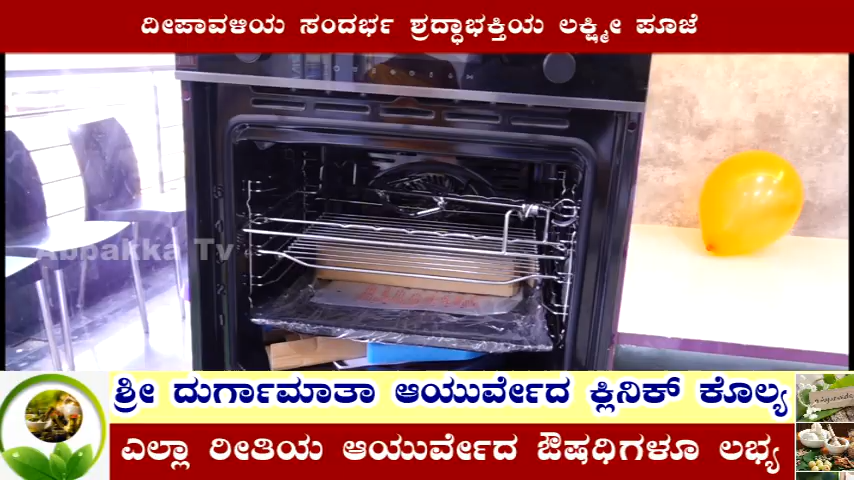 ದೀಪಾವಳಿಯ ಸಂದರ್ಭ ಶ್ರದ್ಧಾಭಕ್ತಿಯ ಲಕ್ಷ್ಮೀ ಪೂಜೆ
Abbakka Tv
ಶ್ರೀ ದುರ್ಗಾಮಾತಾ ಆಯುರ್ವೇದ ಕ್ಲಿನಿಕ್ ಕೊಲ್ಯ
ಎಲ್ಲಾ ರೀತಿಯ ಆಯುರ್ವೇದ ಔಷಧಿಗಳೂ ಲಭ್ಯ